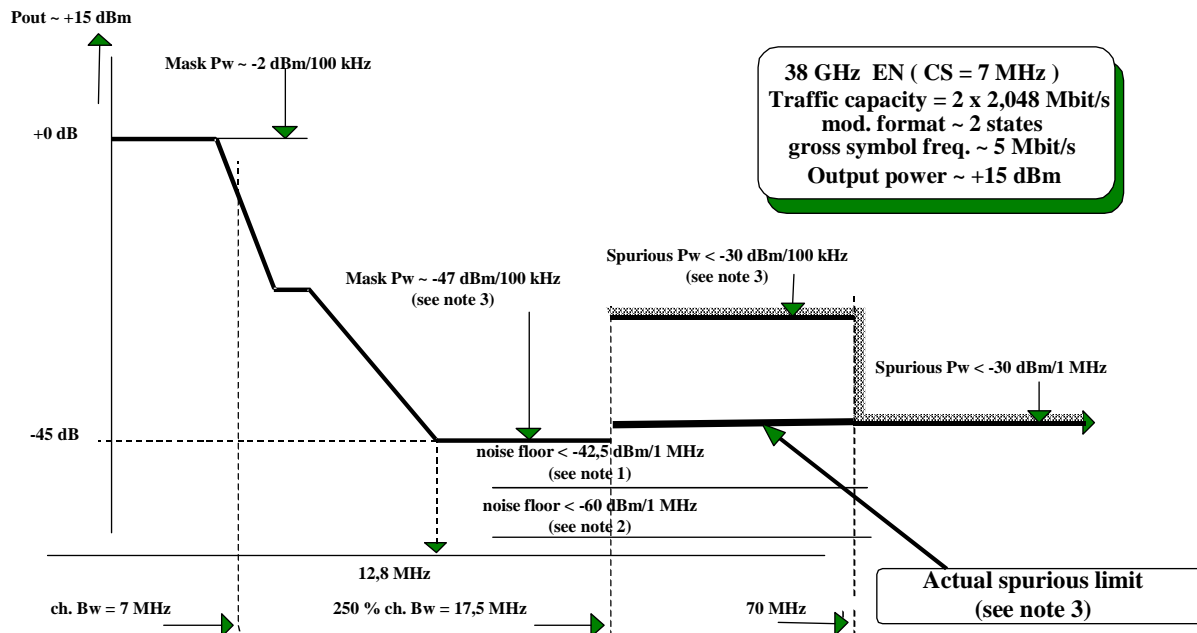 Pout ~ +15 dBm
Mask Pw ~ -2 dBm/100 kHz
38 GHz EN ( CS = 7 MHz )
Traffic capacity = 2 x 2,048 Mbit/s
mod. format ~ 2 states
gross symbol freq. ~ 5 Mbit/s
Output power ~ +15 dBm
+0 dB
Mask Pw ~ -47 dBm/100 kHz
(see note 3)
Spurious Pw < -30 dBm/100 kHz
(see note 3)
Spurious Pw < -30 dBm/1 MHz
-45 dB
noise floor < -42,5 dBm/1 MHz
(see note 1)
noise floor < -60 dBm/1 MHz
(see note 2)
12,8 MHz
Actual spurious limit
(see note 3)
ch. Bw = 7 MHz
250 % ch. Bw = 17,5 MHz
70 MHz